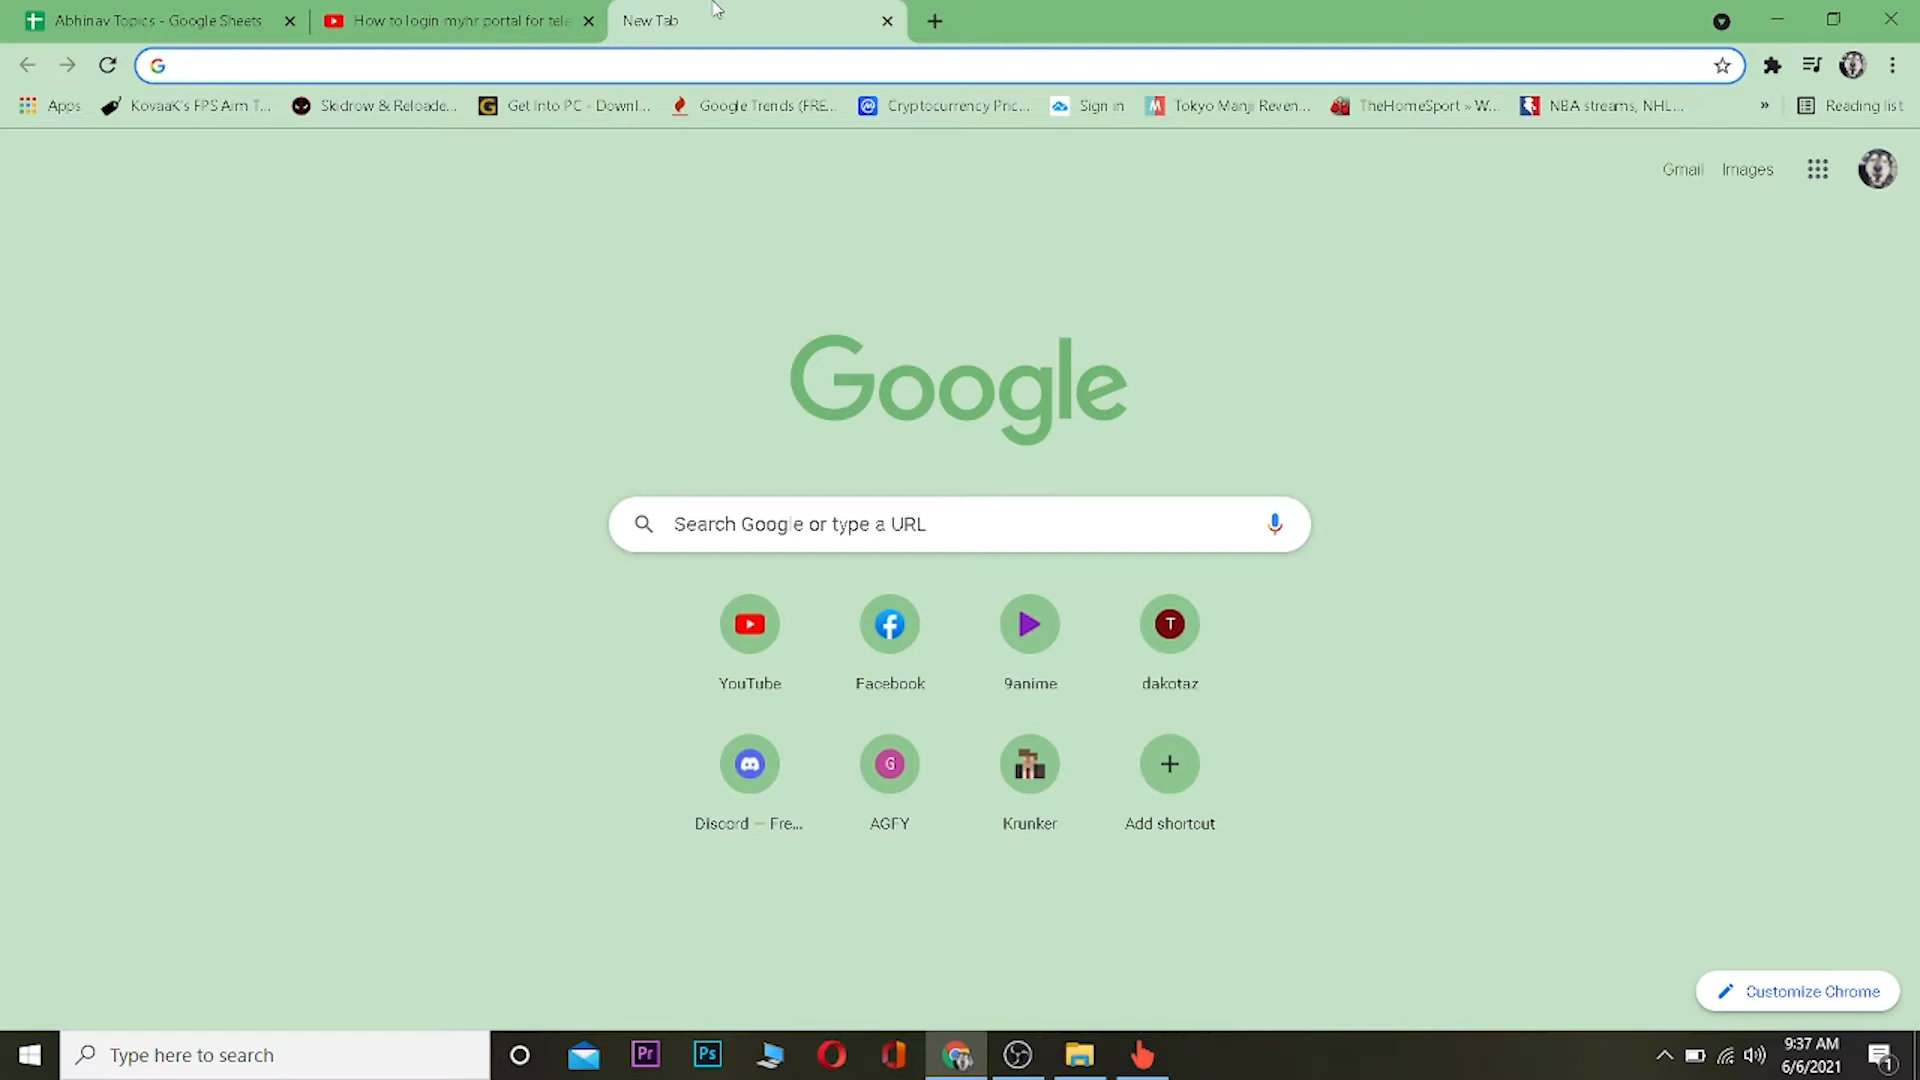 Abhinav Topics - Google Sheets
How to login myhr portal for tele
New Tab
Apps
KovaaK's FPS Aim T...
Skidrow & Reloade...
Get Into PC - Downl...
Google Trends (FRE...
Cryptocurrency Pric...
Sign in
Tokyo Manji Reven...
TheHomeSport » W...
NBA streams, NHL...
»
Reading list
Gmail
Images
Google
Search Google or type a URL
YouTube
Facebook
9anime
T
dakotaz
Discord – Fre...
G
AGFY
Krunker
Add shortcut
Customize Chrome
Type here to search
Pr
Ps
9:37 AM
6/6/2021
1